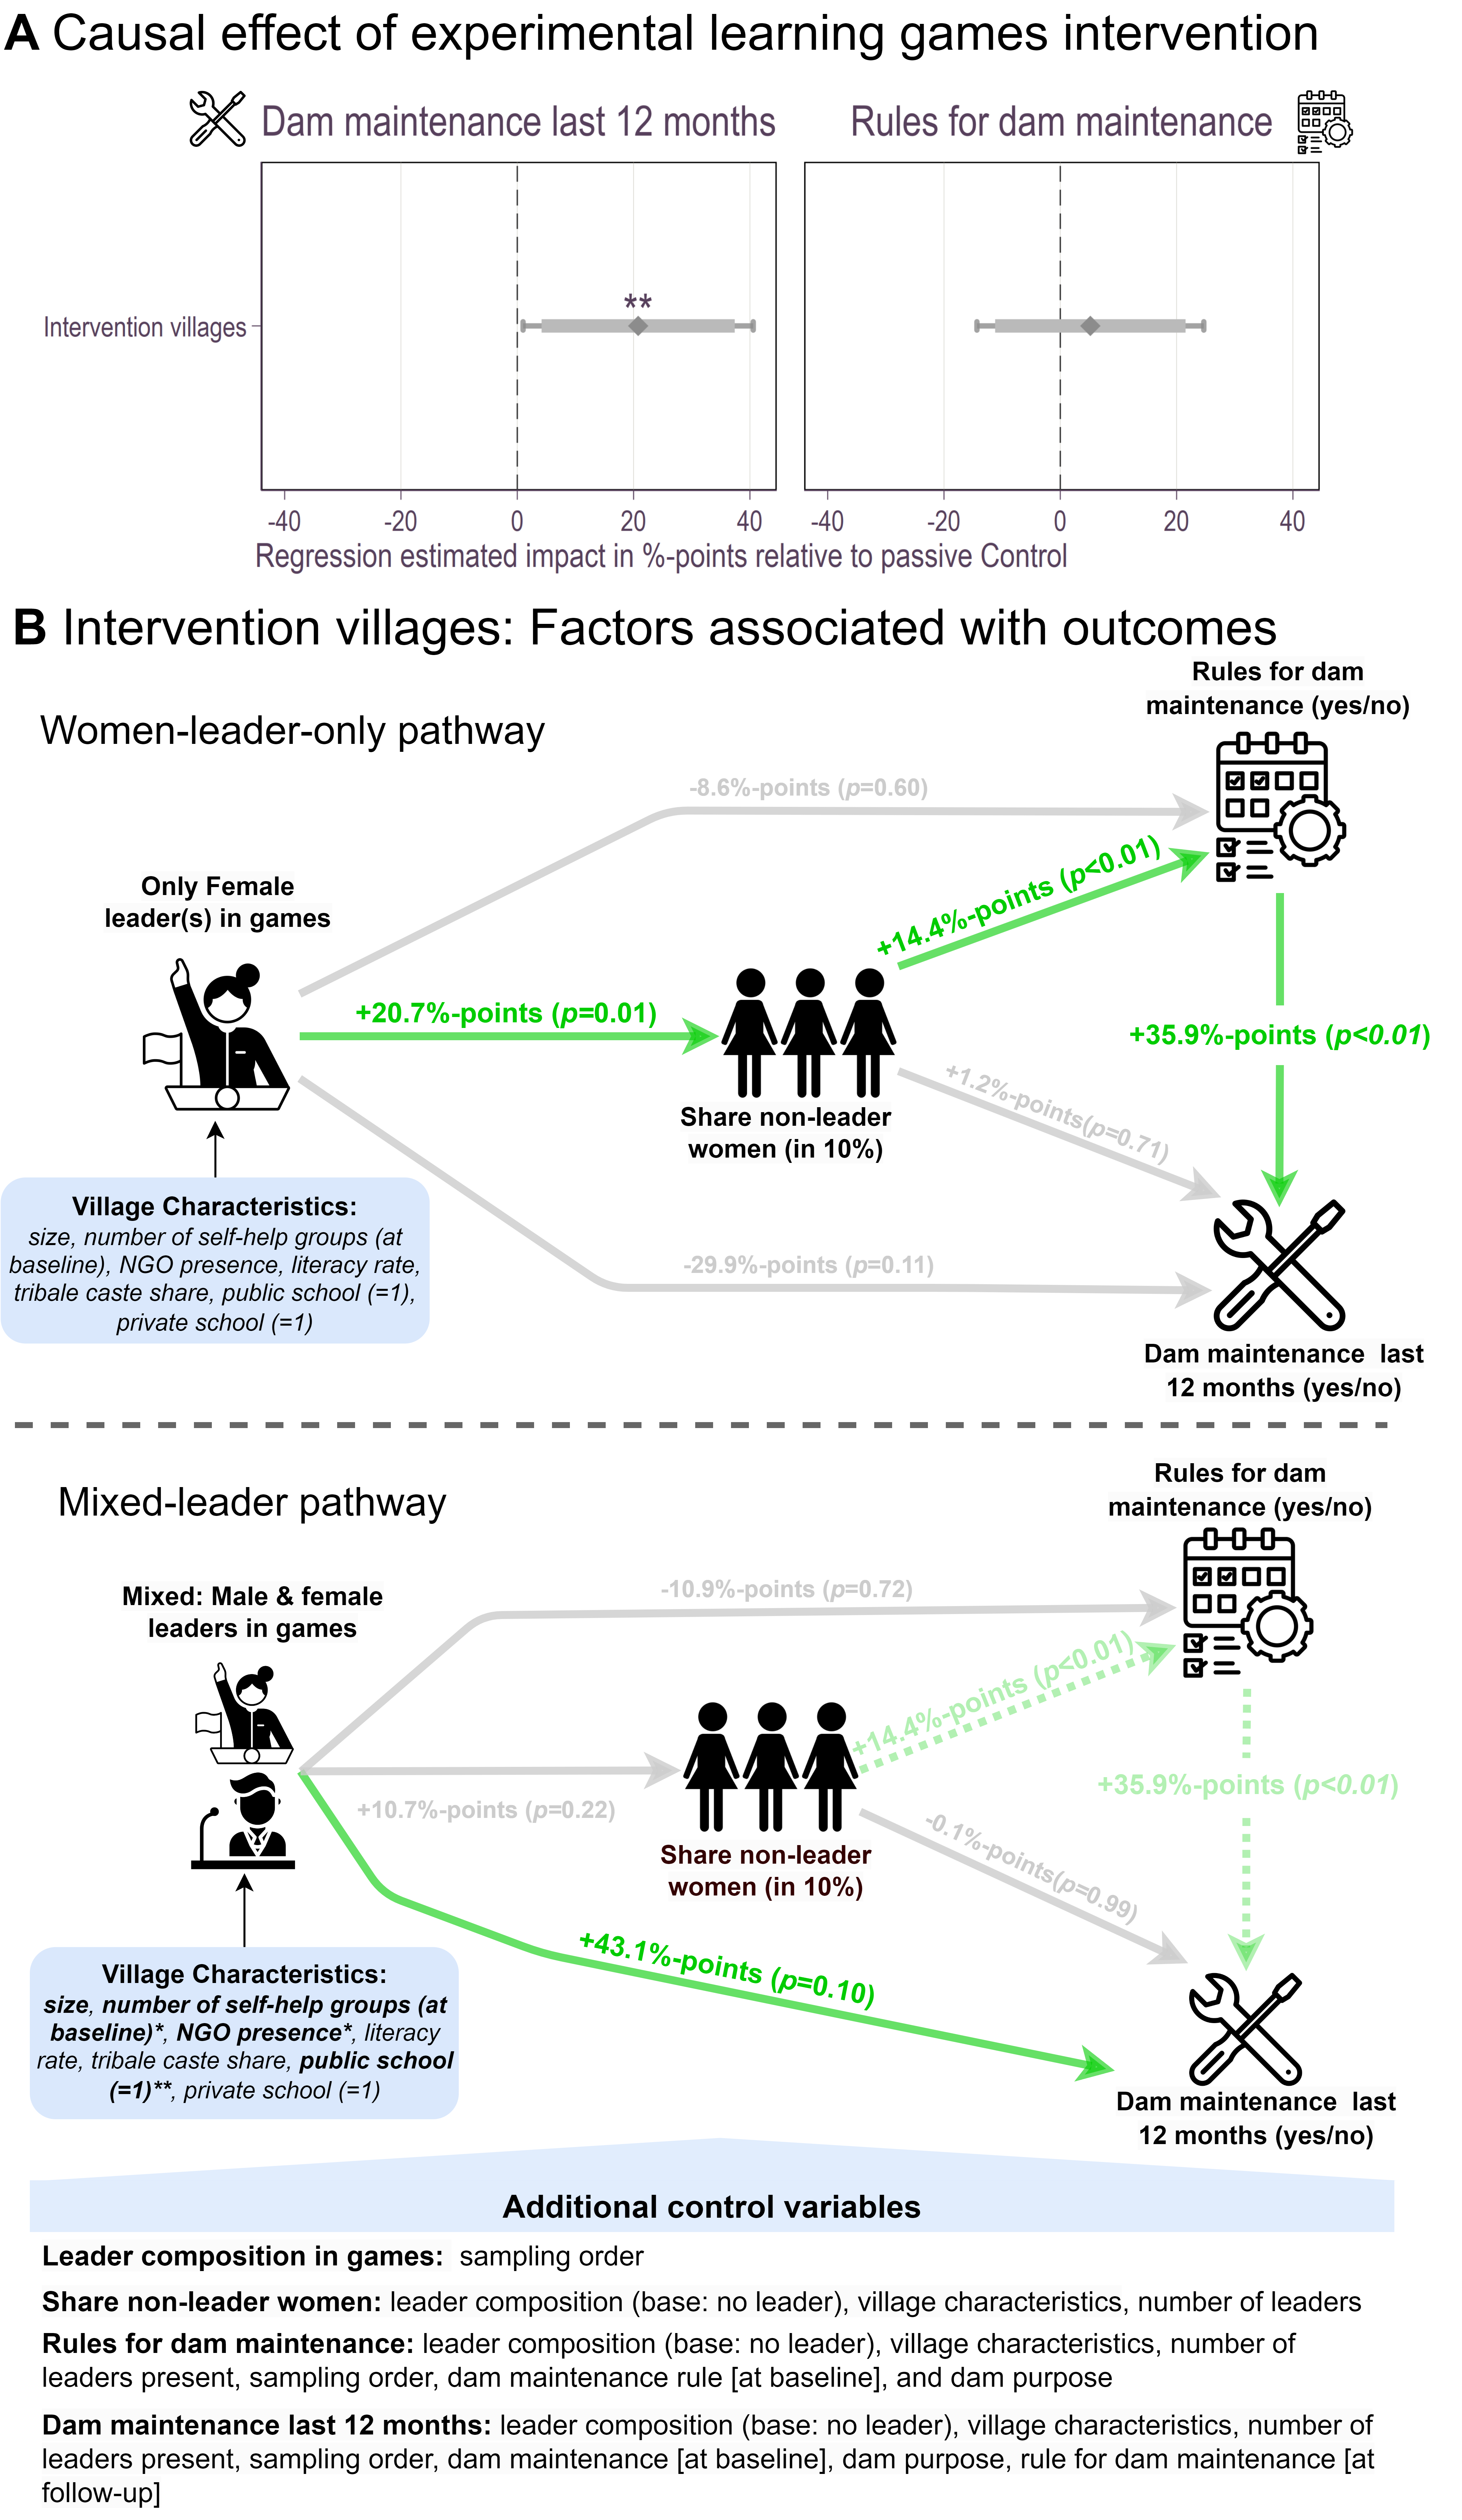 A Causal effect of experimental learning games intervention
Dam maintenance last 12 months
Rules for dam maintenance
**
Intervention villages
-40 -20 0 20 40
-40 -20 0 20 40
Regression estimated impact in %-points relative to passive Control
B Intervention villages: Factors associated with outcomes
Women-leader-only pathway
Rules for dam
maintenance (yes/no)
-8.6%-points (p=0.60)
+14.4%-points (p<0.01)
Only Female
leader(s) in games
+20.7%-points (p=0.01)
+35.9%-points (p<0.01)
Share non-leader
women (in 10%)
+1.2%-points(p=0.71)
Village Characteristics:
size, number of self-help groups (at
baseline), NGO presence, literacy rate,
tribale caste share, public school (=1),
private school (=1)
-29.9%-points (p=0.11)
Dam maintenance last
12 months (yes/no)
Mixed-leader pathway
Rules for dam
maintenance (yes/no)
Mixed: Male & female
leaders in games
-10.9%-points (p=0.72)
+14.4%-points (p<0.01)
+10.7%-points (p=0.22)
+35.9%-points (p<0.01)
Share non-leader
women (in 10%)
-0.1%-points(p=0.99)
+43.1%-points (p=0.10)
Village Characteristics:
size, number of self-help groups (at
baseline)*, NGO presence*, literacy
rate, tribale caste share, public school
(=1)**, private school (=1)
Dam maintenance last
12 months (yes/no)
Additional control variables
Leader composition in games: sampling order
Share non-leader women: leader composition (base: no leader), village characteristics, number of leaders
Rules for dam maintenance: leader composition (base: no leader), village characteristics, number of
leaders present, sampling order, dam maintenance rule [at baseline], and dam purpose
Dam maintenance last 12 months: leader composition (base: no leader), village characteristics, number of
leaders present, sampling order, dam maintenance [at baseline], dam purpose, rule for dam maintenance [at
follow-up]